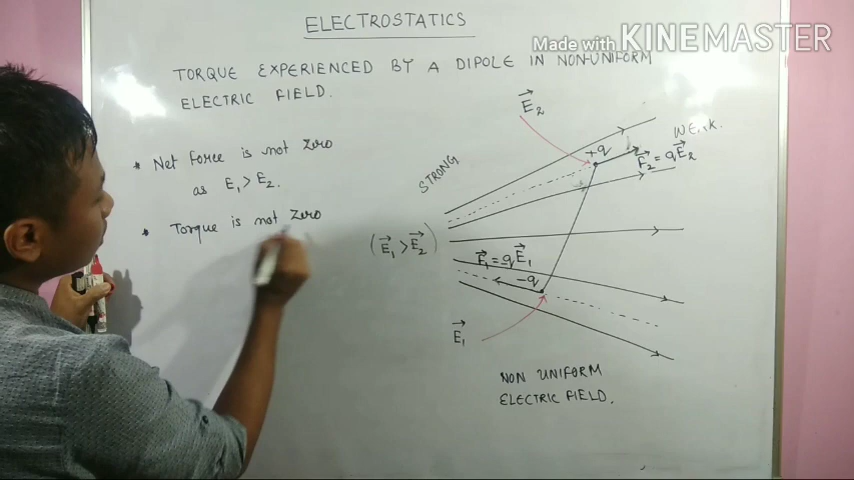 Made with KINEMASTER
ELECTROSTATICS
TORQUE EXPERIENCED BY A DIPOLE IN NON-UNIFORM
ELECTRIC FIELD.
* Net force is not zero
as E₁ > E₂.
* Torque is not zero
E₂
WEAK.
STRONG
+q
F₂ = qE₂
(E₁ > E₂)
F₁ = qE₁
-q
E₁
NON UNIFORM
ELECTRIC FIELD.